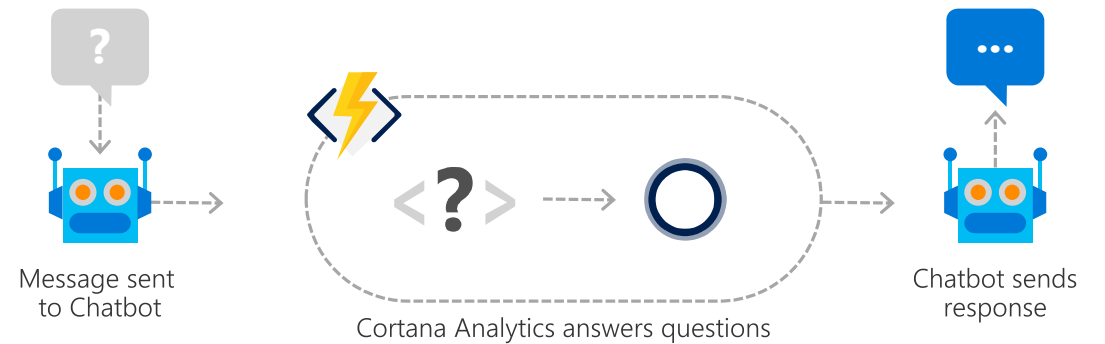 ?
...
<?>
Message sent
to Chatbot
Cortana Analytics answers questions
Chatbot sends
response